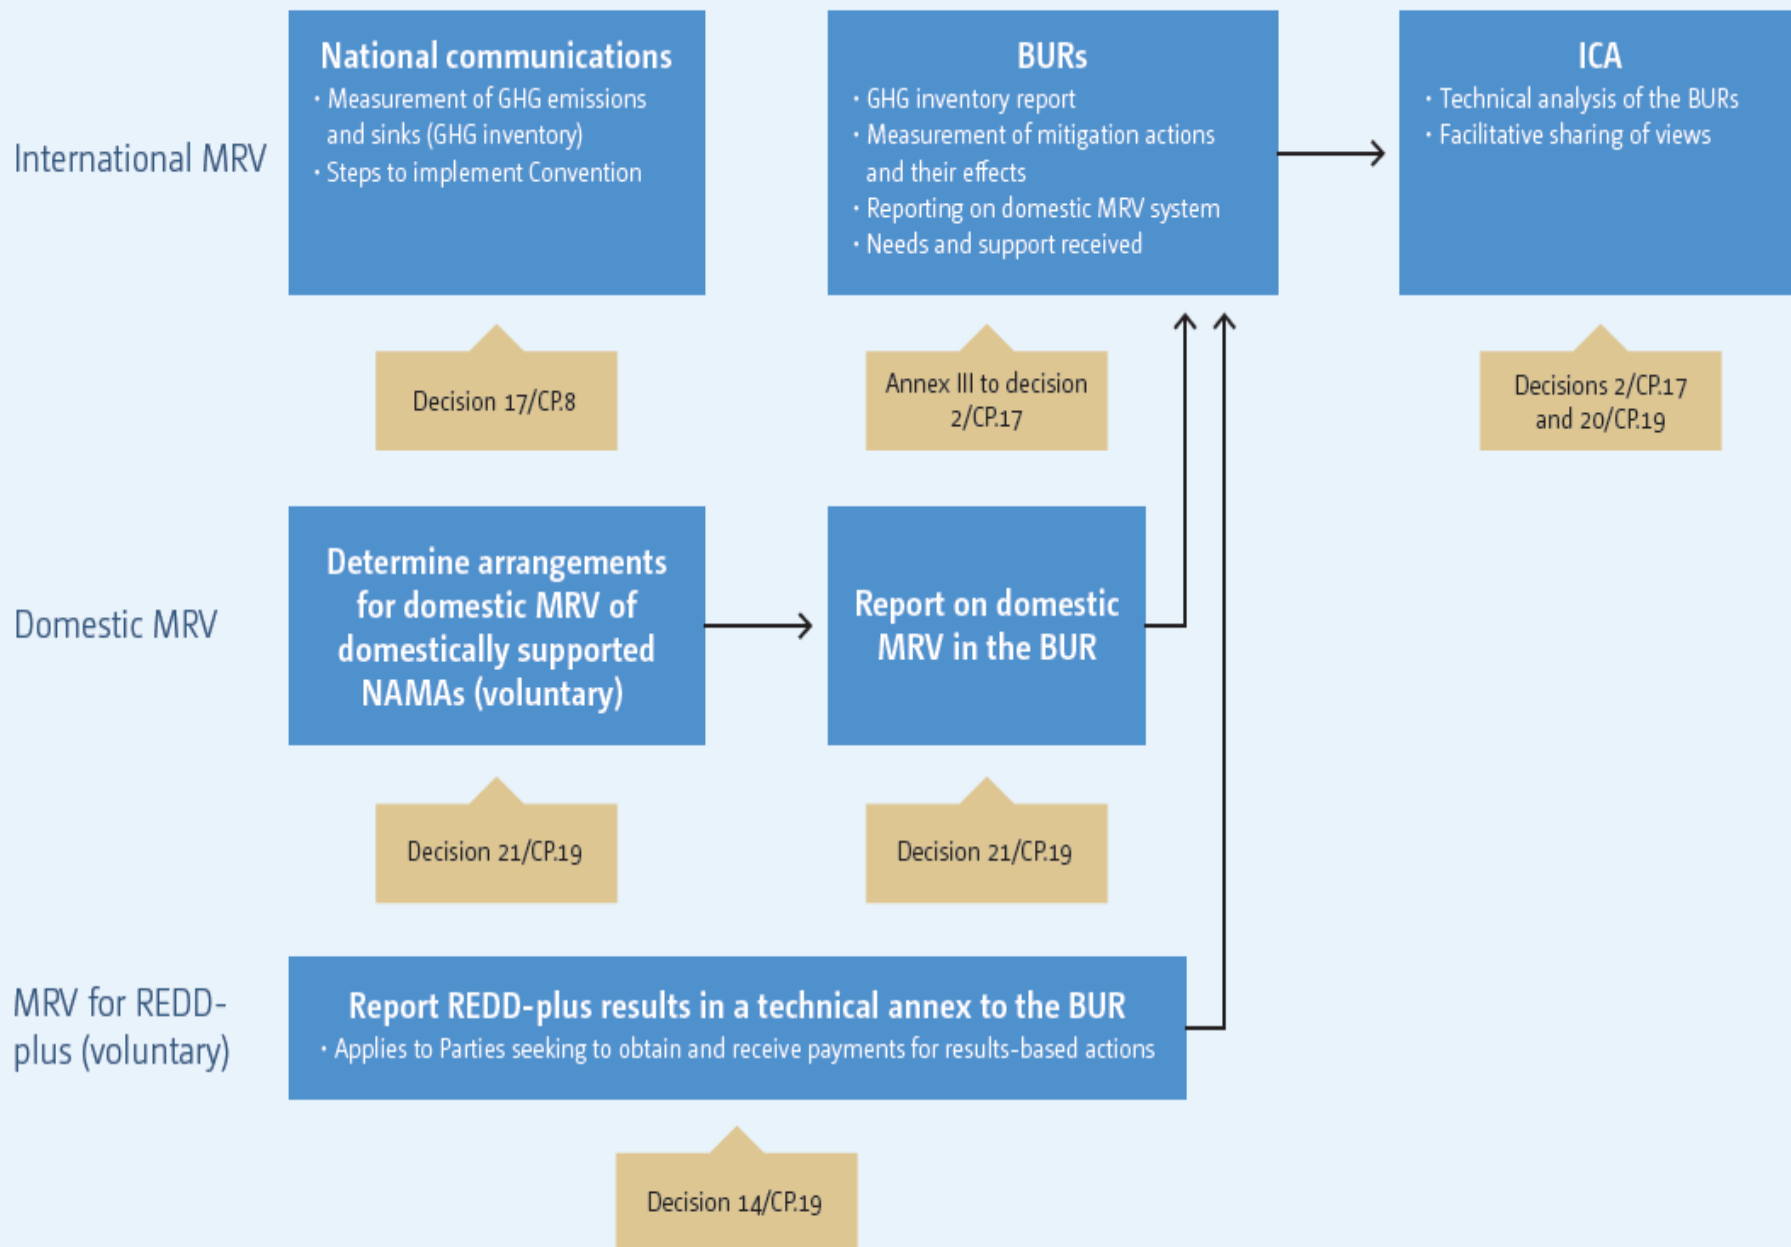 International MRV
National communications
· Measurement of GHG emissions
and sinks (GHG inventory)
· Steps to implement Convention
BURs
· GHG inventory report
· Measurement of mitigation actions
and their effects
· Reporting on domestic MRV system
· Needs and support received
ICA
· Technical analysis of the BURs
· Facilitative sharing of views
Decision 17/CP.8
Annex III to decision
2/CP.17
Decisions 2/CP.17
and 20/CP.19
Domestic MRV
Determine arrangements
for domestic MRV of
domestically supported
NAMAs (voluntary)
Report on domestic
MRV in the BUR
Decision 21/CP.19
Decision 21/CP.19
MRV for REDD-
plus (voluntary)
Report REDD-plus results in a technical annex to the BUR
· Applies to Parties seeking to obtain and receive payments for results-based actions
Decision 14/CP.19